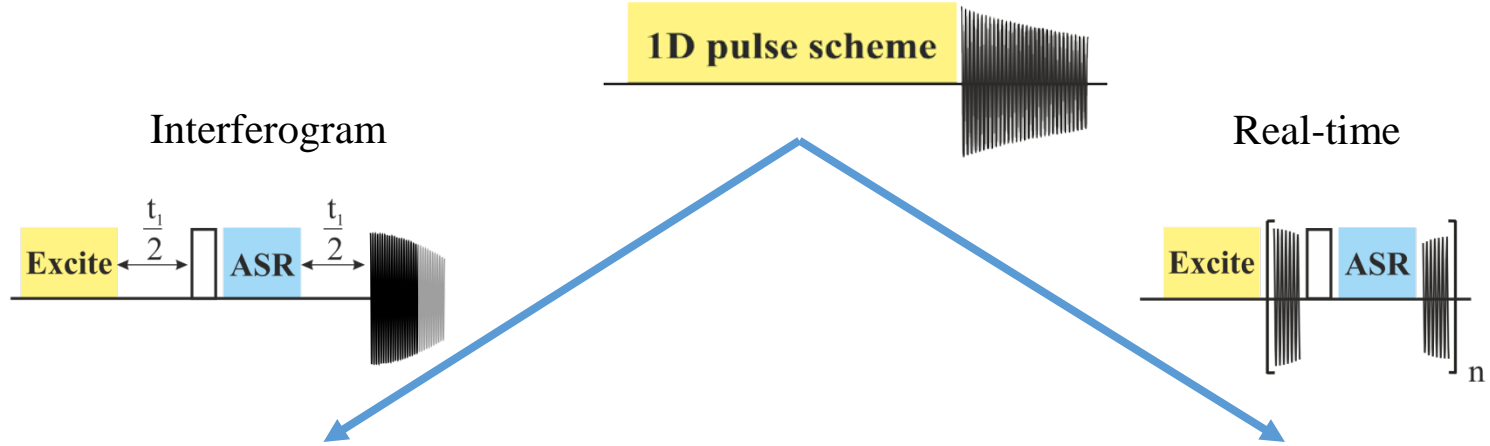 1D pulse scheme
Interferogram
Real-time
Excite
t₁
2
ASR
t₁
2
Excite
ASR
n